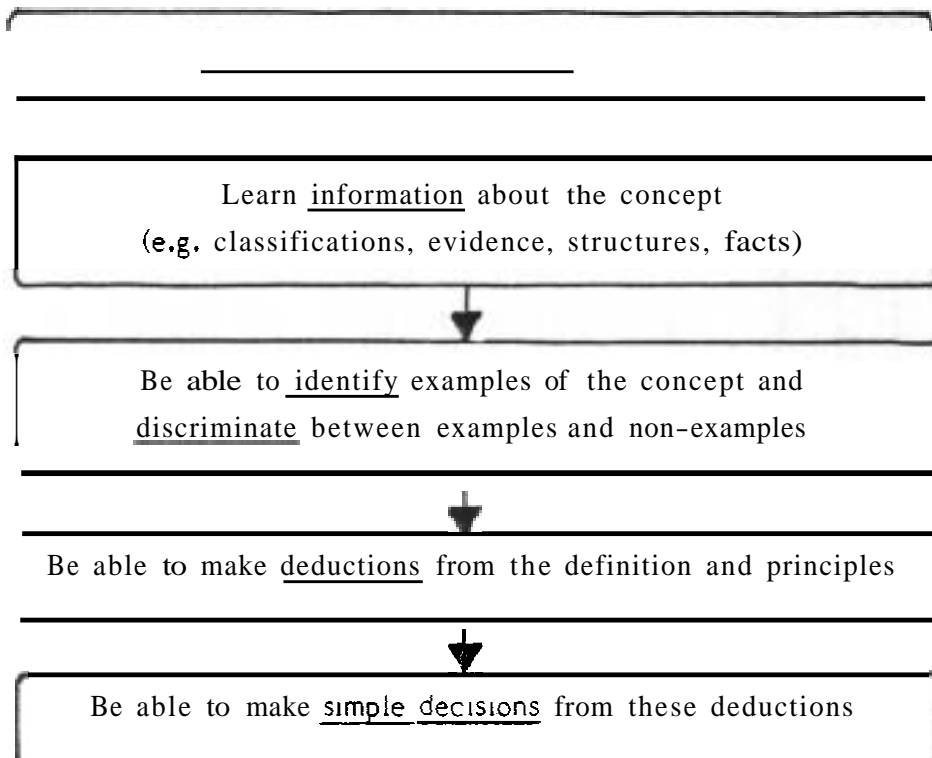 Learn information about the concept
(e.g. classifications, evidence, structures, facts)
Be able to identify examples of the concept and
discriminate between examples and non-examples
Be able to make deductions from the definition and principles
Be able to make simple decisions from these deductions